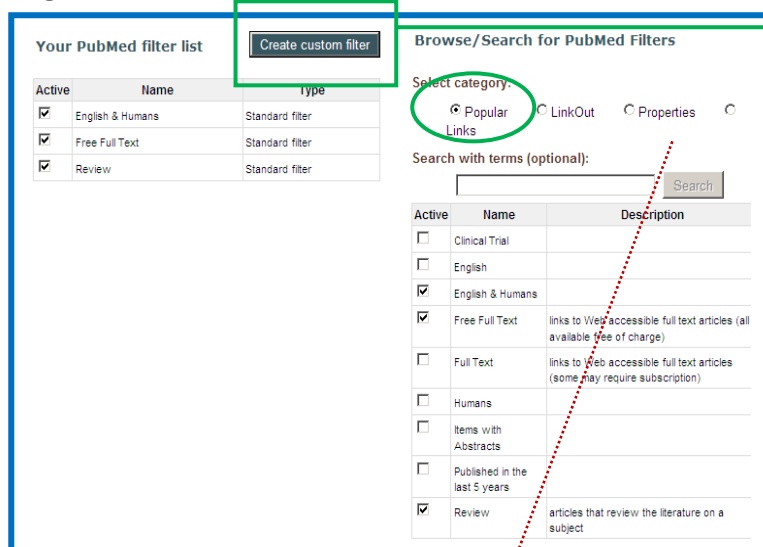 Your PubMed filter list
Create custom filter
Active Name Type
English & Humans Standard filter
Free Full Text Standard filter
Review Standard filter
Browse/Search for PubMed Filters
Select category:
Popular LinkOut Properties
Links
Search with terms (optional):
Search
Active Name Description
Clinical Trial
English
English & Humans
Free Full Text links to Web accessible full text articles (all
available free of charge)
Full Text links to Web accessible full text articles
(some may require subscription)
Humans
Items with
Abstracts
Published in the
last 5 years
Review articles that review the literature on a
subject